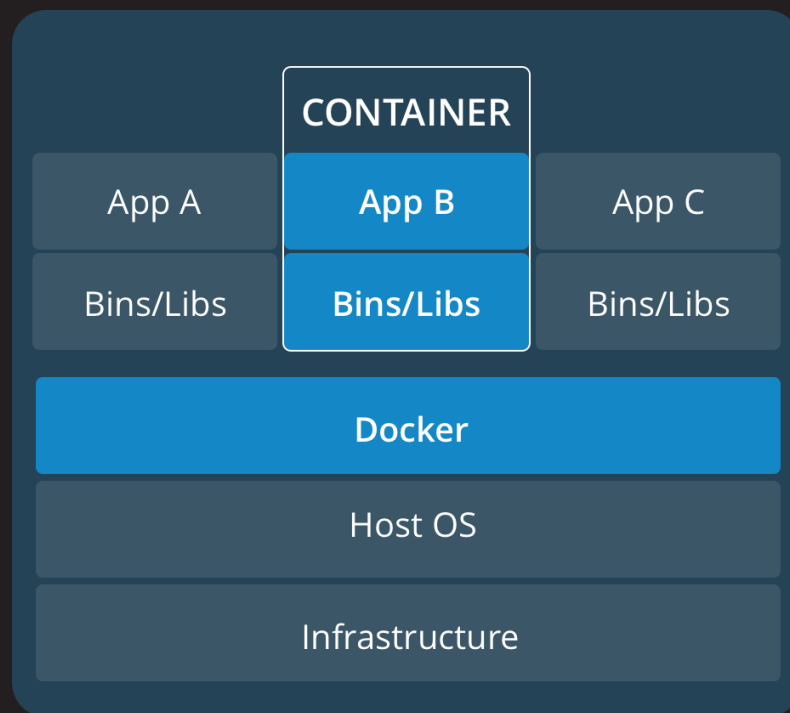 CONTAINER
App A
App B
App C
Bins/Libs
Bins/Libs
Bins/Libs
Docker
Host OS
Infrastructure